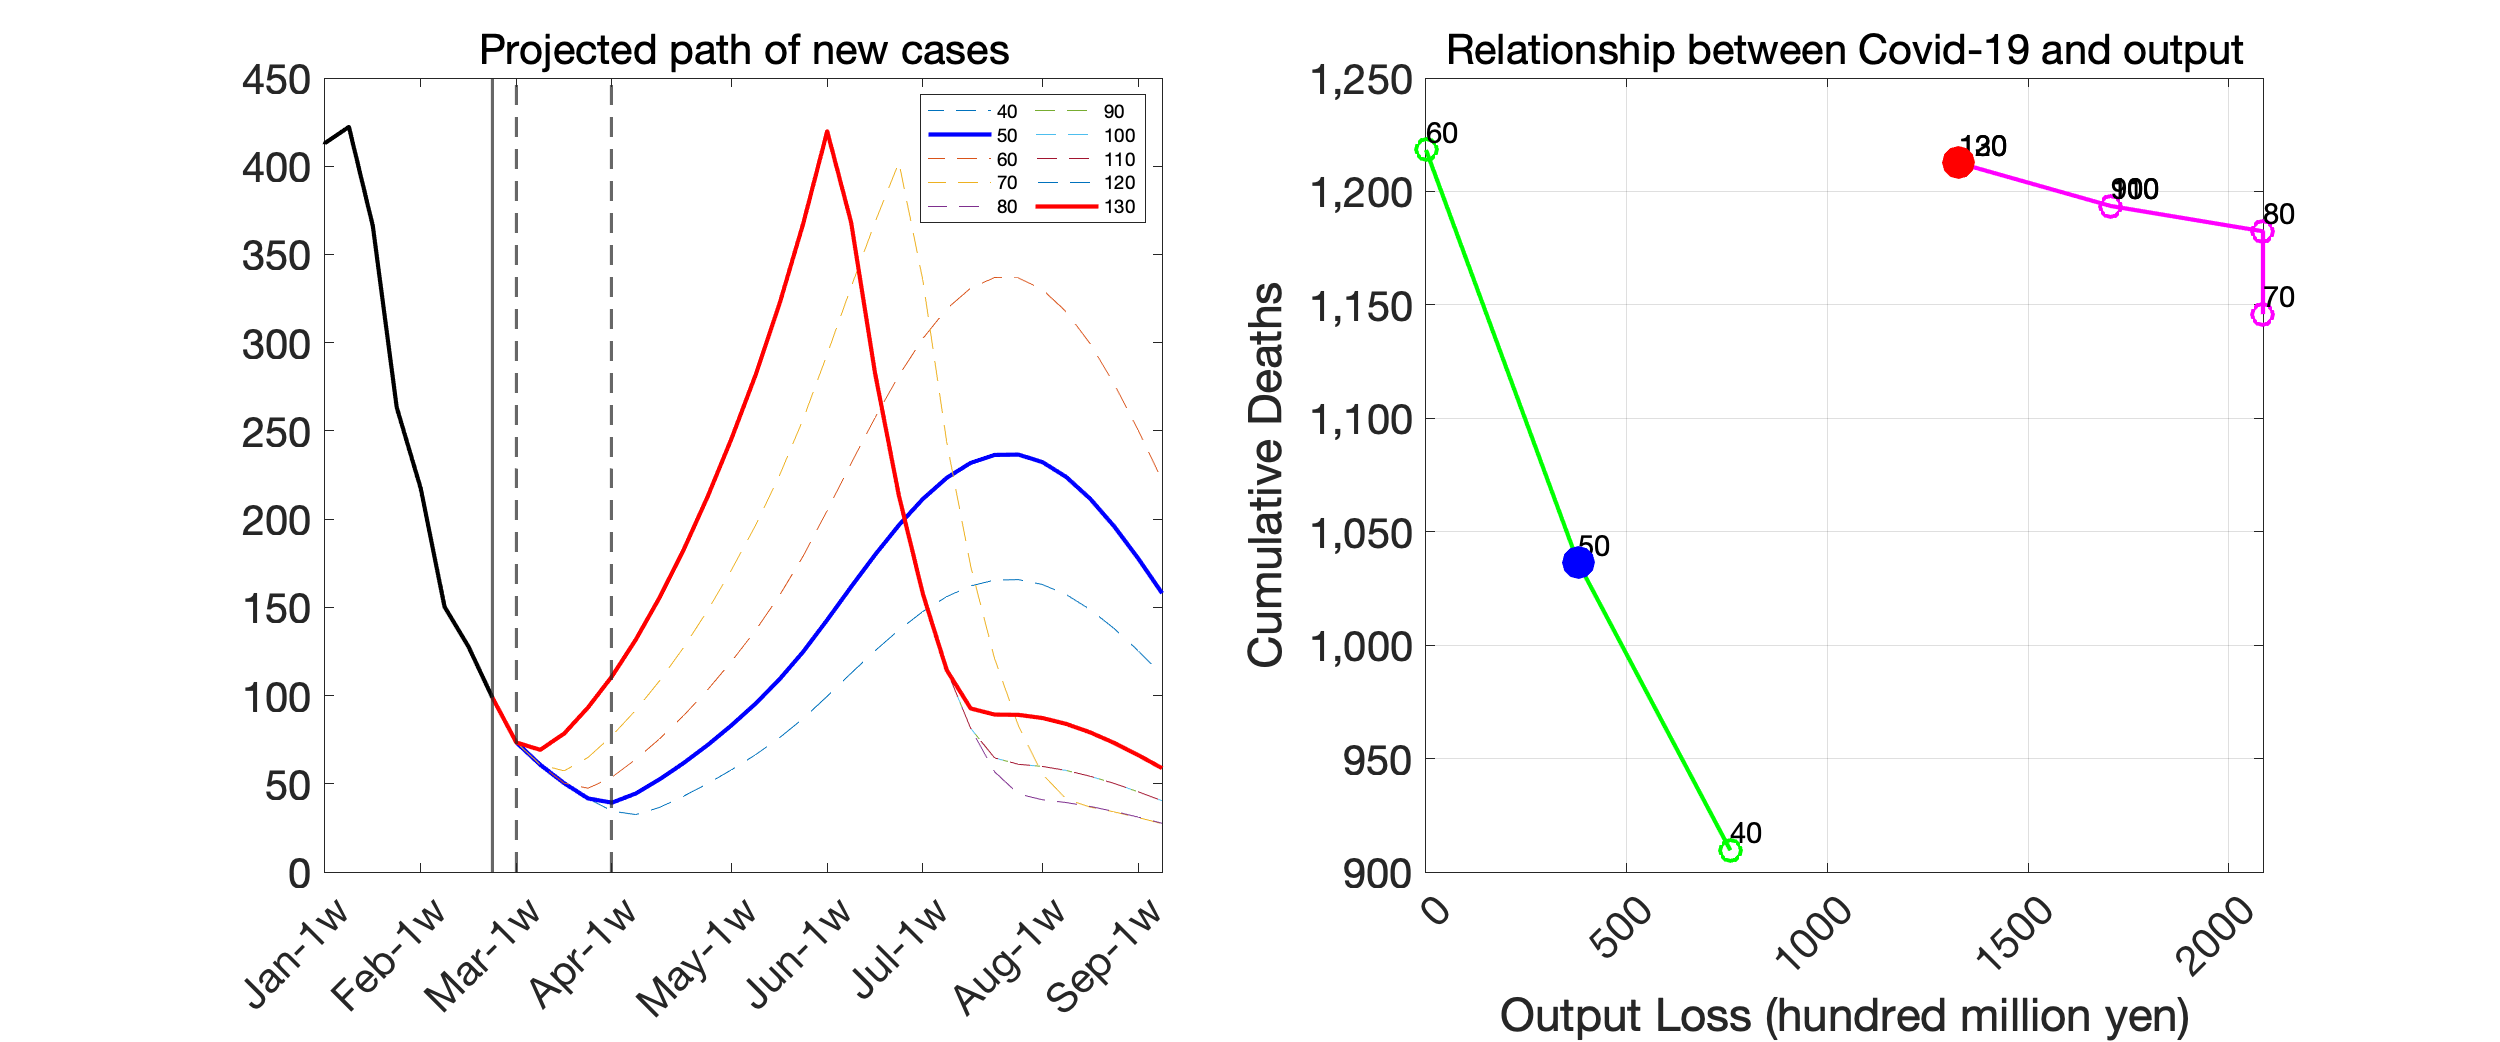 Projected path of new cases
450
400
350
300
250
200
150
100
50
0
Jan-1w
Feb-1w
Mar-1w
Apr-1w
May-1w
Jun-1w
Jul-1w
Aug-1w
Sep-1w
40
50
60
70
80
90
100
110
120
130
Relationship between Covid-19 and output
Cumulative Deaths
1,250
1,200
1,150
1,100
1,050
1,000
950
900
0
500
1000
1500
2000
Output Loss (hundred million yen)
60
50
40
80
70